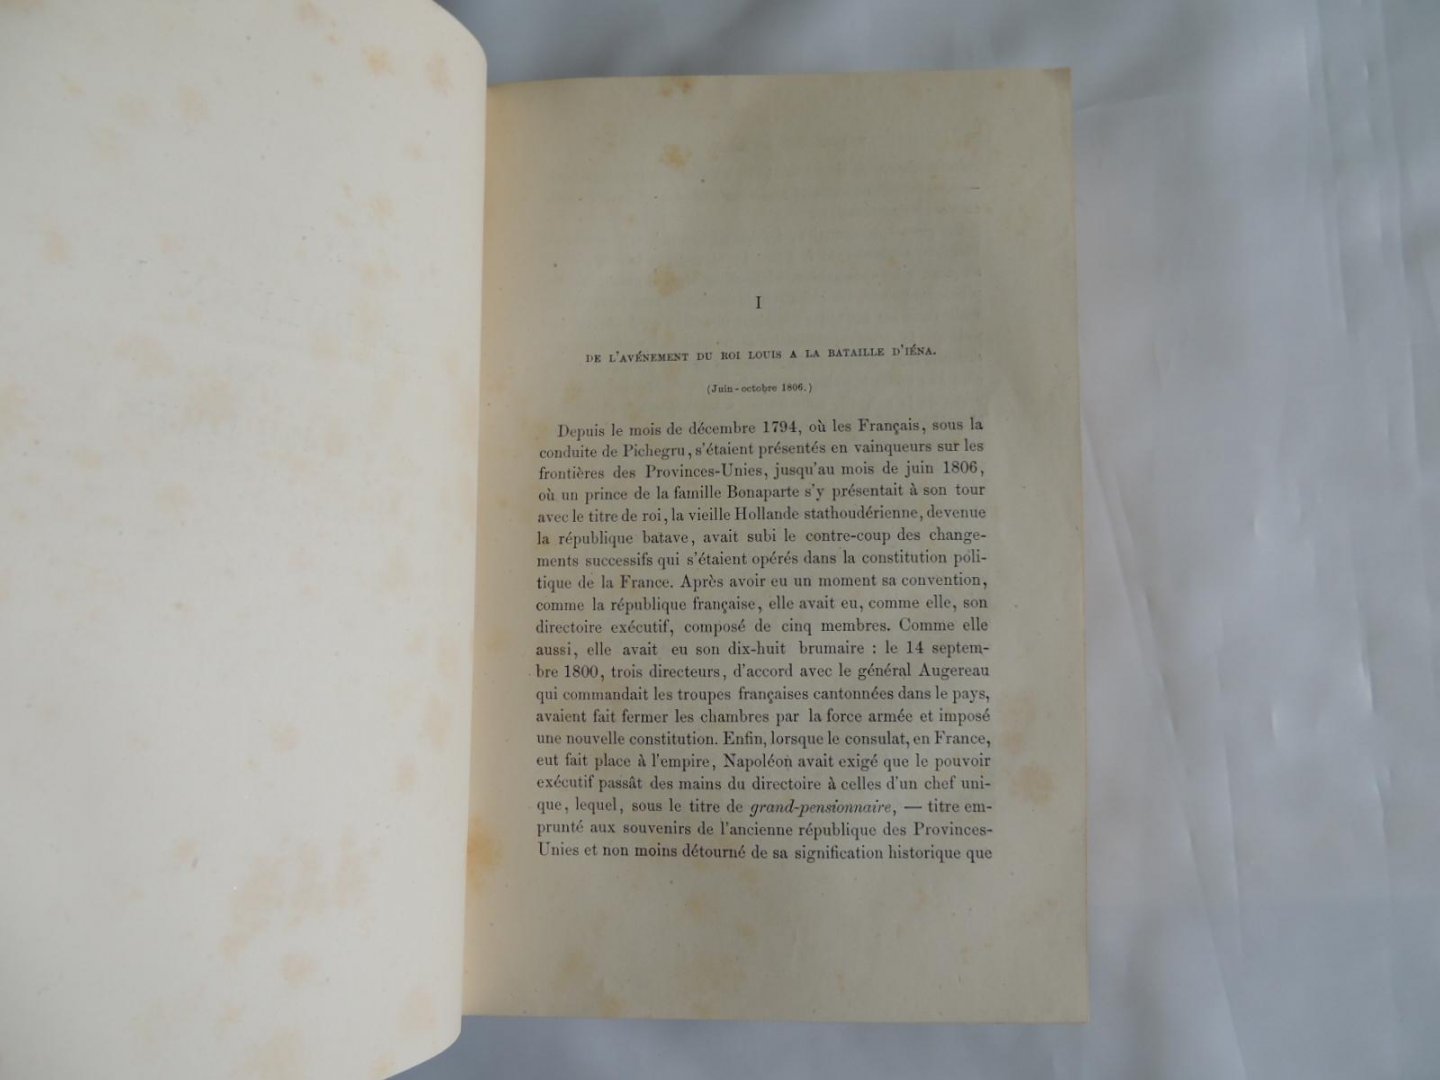 I
DE L'AVÉNEMENT DU ROI LOUIS A LA BATAILLE D'IÉNA.
(Juin-octobre 1806.)
Depuis le mois de décembre 1794, où les Français, sous la
conduite de Pichegru, s'étaient présentés en vainqueurs sur les
frontières des Provinces-Unies, jusqu'au mois de juin 1806,
où un prince de la famille Bonaparte s'y présentait à son tour
avec le titre de roi, la vieille Hollande stathoudérienne, devenue
la république batave, avait subi le contre-coup des change-
ments successifs qui s'étaient opérés dans la constitution poli-
tique de la France. Après avoir eu un moment sa convention,
comme la république française, elle avait eu, comme elle, son
directoire exécutif, composé de cinq membres. Comme elle
aussi, elle avait eu son dix-huit brumaire : le 14 septem-
bre 1800, trois directeurs, d'accord avec le général Augereau
qui commandait les troupes françaises cantonnées dans le pays,
avaient fait fermer les chambres par la force armée et imposé
une nouvelle constitution. Enfin, lorsque le consulat, en France,
eut fait place à l'empire, Napoléon avait exigé que le pouvoir
exécutif passât des mains du directoire à celles d'un chef uni-
que, lequel, sous le titre de grand-pensionnaire, — titre em-
prunté aux souvenirs de l'ancienne république des Provinces-
Unies et non moins détourné de sa signification historique que